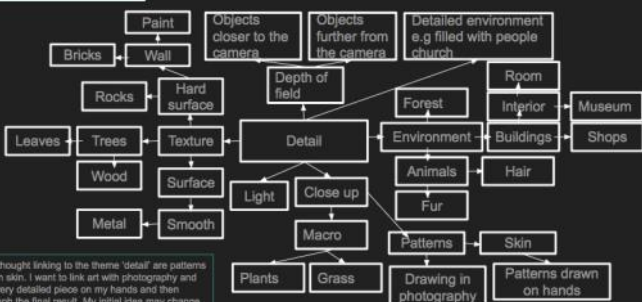 Paint
Objects
closer to the
camera
Objects
further from
the camera
Detailed environment
e.g filled with people
church
Bricks
Wall
Room
Depth of
field
Rocks
Hard
surface
Forest
Interior
Museum
Leaves
Trees
Texture
Detail
Environment
Buildings
Shops
Wood
Surface
Light
Close up
Animals
Hair
Fur
Metal
Smooth
Macro
Patterns
Skin
Plants
Grass
Drawing in
photography
Patterns drawn
on hands
thought linking to the theme 'detail' are patterns
skin. I want to link art with photography and
very detailed piece on my hands and then
the final result. My initial idea may change